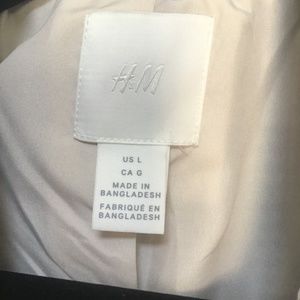 H&M
US L
CA G
MADE IN
BANGLADESH
FABRIQUÉ EN
BANGLADESH